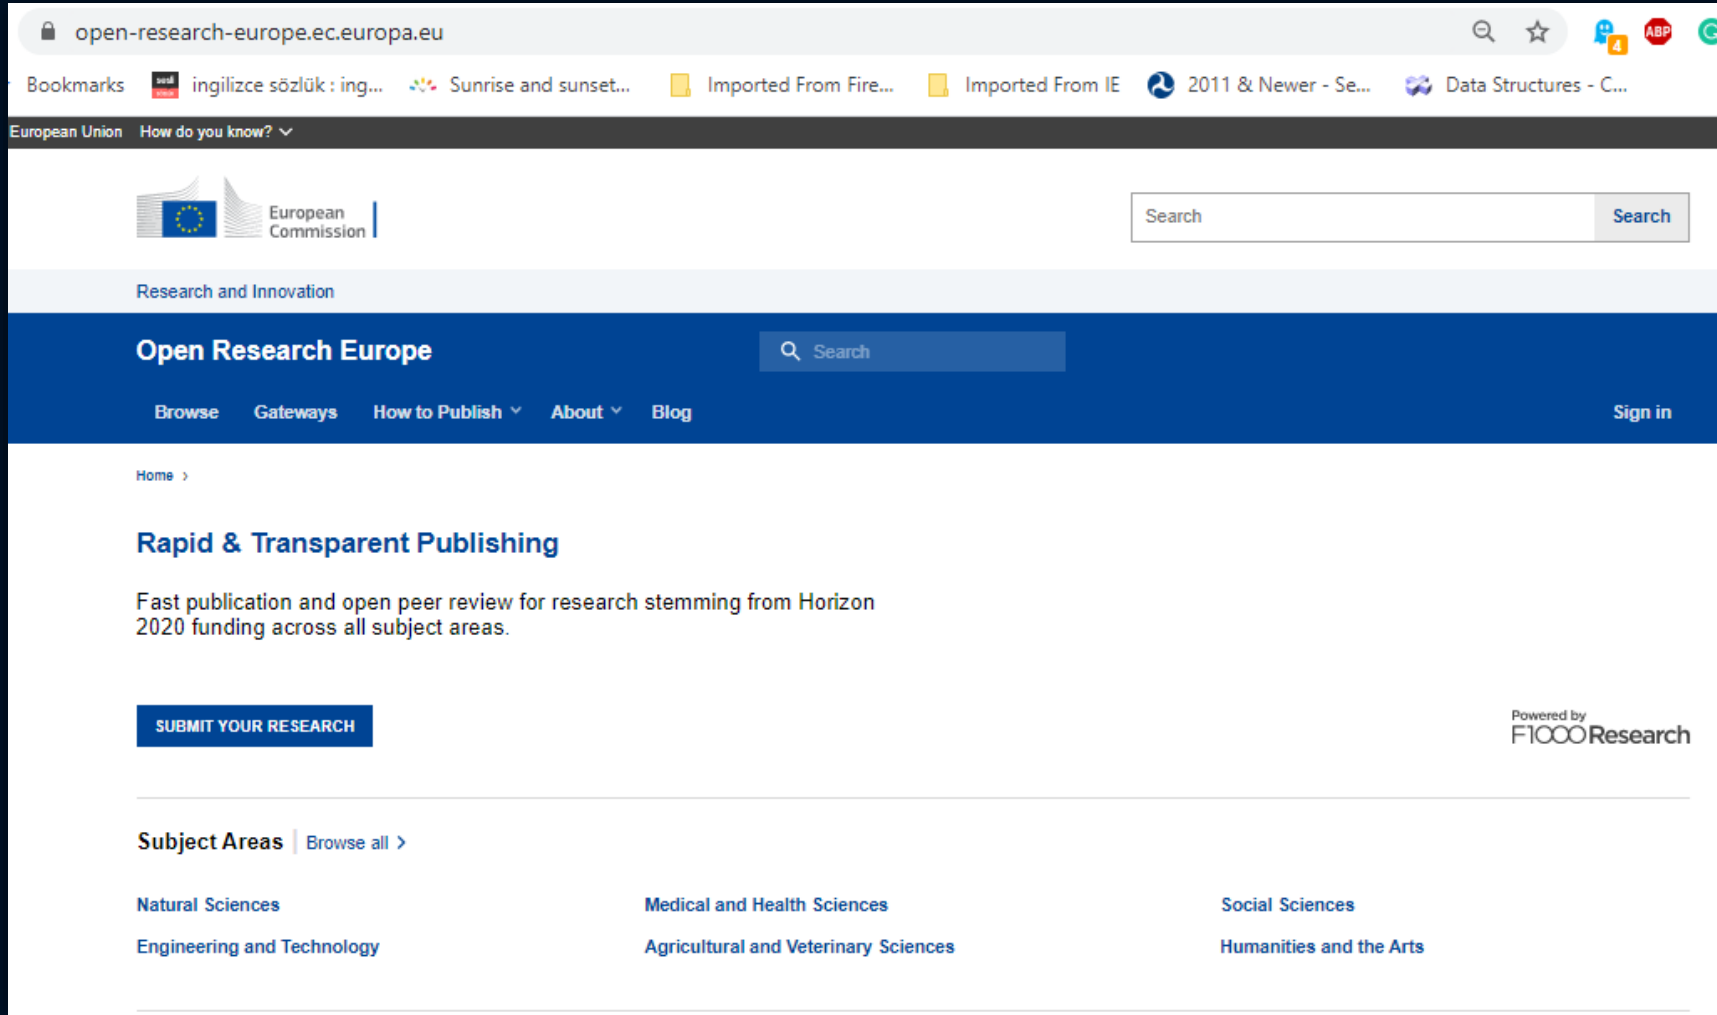 open-research-europe.ec.europa.eu
4
ABP
Bookmarks ingilizce sözlük : ing... Sunrise and sunset... Imported From Fire... Imported From IE 2011 & Newer - Se... Data Structures - C...
European Union How do you know?
European
Commission
Search Search
Research and Innovation
Open Research Europe Search
Browse Gateways How to Publish About Blog Sign in
Home
Rapid & Transparent Publishing
Fast publication and open peer review for research stemming from Horizon
2020 funding across all subject areas.
SUBMIT YOUR RESEARCH
Powered by
F1000Research
Subject Areas Browse all
Natural Sciences Medical and Health Sciences Social Sciences
Engineering and Technology Agricultural and Veterinary Sciences Humanities and the Arts